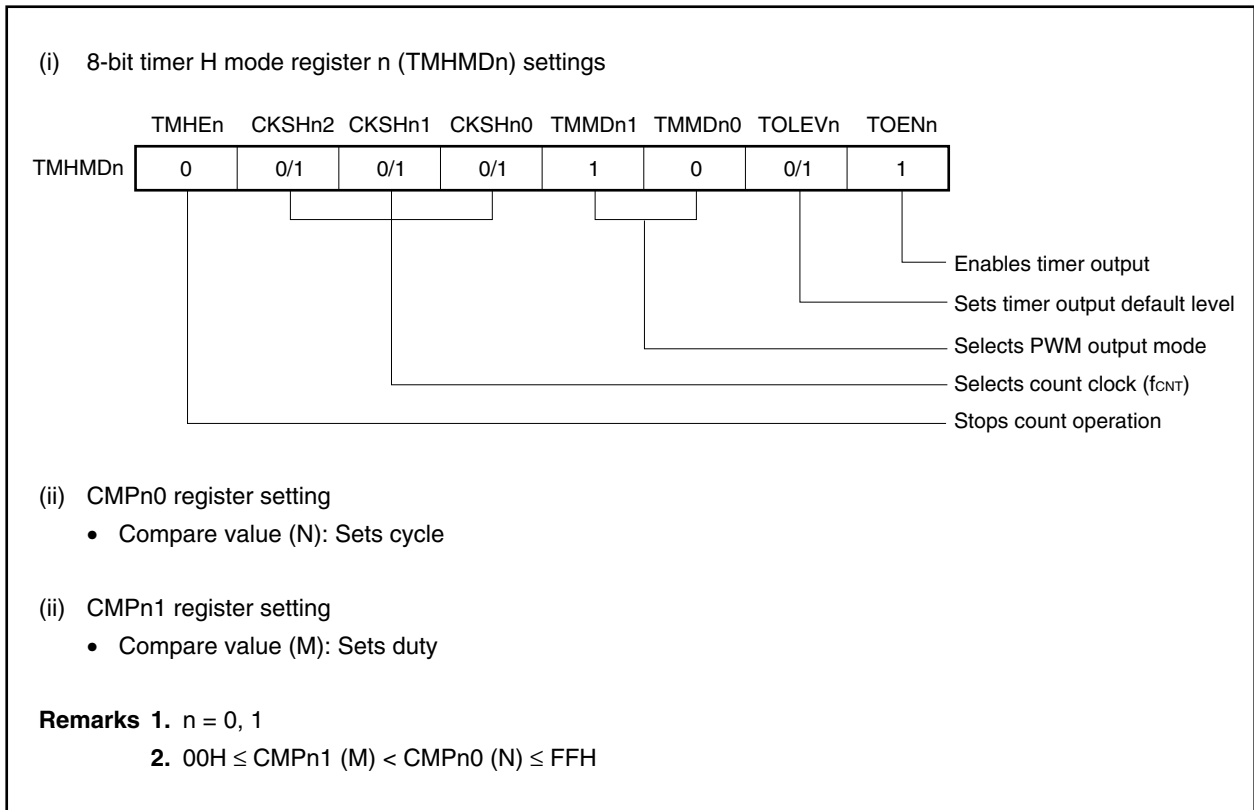 (i) 8-bit timer H mode register n (TMHMDn) settings
TMHEn CKSHn2 CKSHn1 CKSHn0 TMMDn1 TMMDn0 TOLEVn TOENn
TMHMDn 0 0/1 0/1 0/1 1 0 0/1 1
Enables timer output
Sets timer output default level
Selects PWM output mode
Selects count clock (fCNT)
Stops count operation
(ii) CMPn0 register setting
• Compare value (N): Sets cycle
(ii) CMPn1 register setting
• Compare value (M): Sets duty
Remarks 1. n = 0, 1
2. 00H ≤ CMPn1 (M) < CMPn0 (N) ≤ FFH